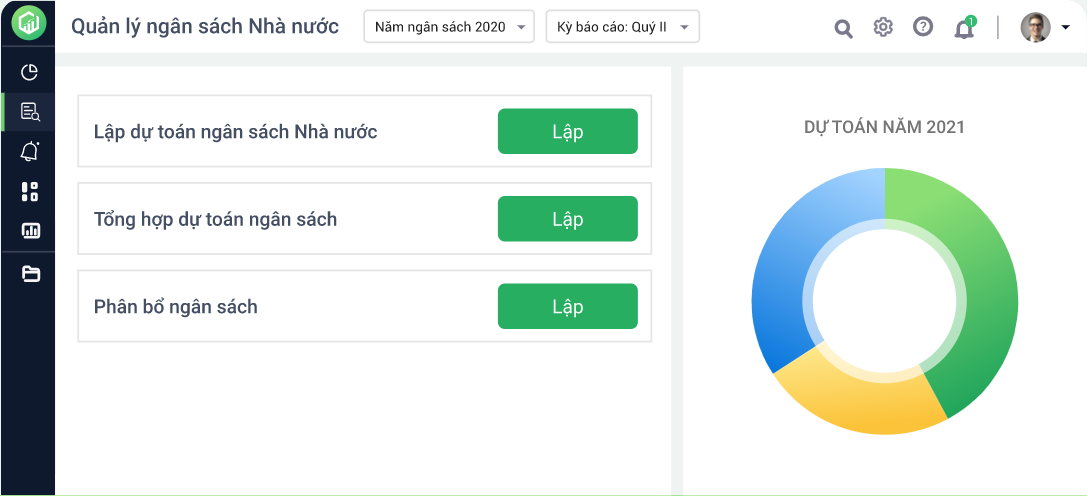 Quản lý ngân sách Nhà nước
Năm ngân sách 2020
Kỳ báo cáo: Quý II
1
Lập dự toán ngân sách Nhà nước
Lập
Tổng hợp dự toán ngân sách
Lập
Phân bổ ngân sách
Lập
DỰ TOÁN NĂM 2021